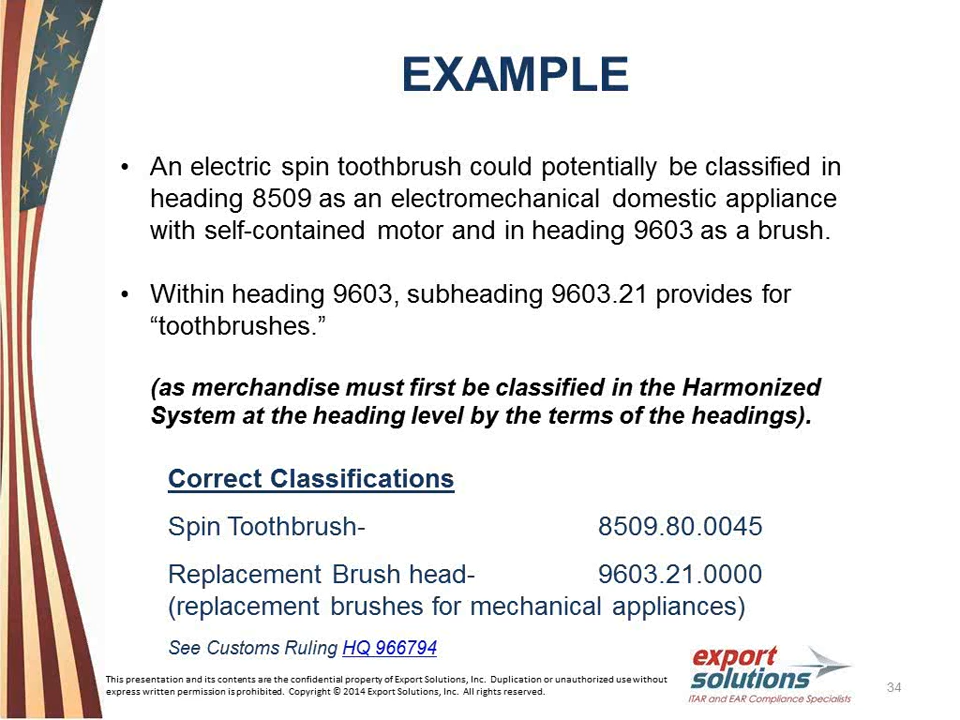 EXAMPLE
• An electric spin toothbrush could potentially be classified in
heading 8509 as an electromechanical domestic appliance
with self-contained motor and in heading 9603 as a brush.
• Within heading 9603, subheading 9603.21 provides for
“toothbrushes.”
(as merchandise must first be classified in the Harmonized
System at the heading level by the terms of the headings).
Correct Classifications
Spin Toothbrush- 8509.80.0045
Replacement Brush head- 9603.21.0000
(replacement brushes for mechanical appliances)
See Customs Ruling HQ 966794
This presentation and its contents are the confidential property of Export Solutions, Inc. Duplication or unauthorized use without
express written permission is prohibited. Copyright © 2014 Export Solutions, Inc. All rights reserved.
export
solutions
ITAR and EAR Compliance Specialists
34